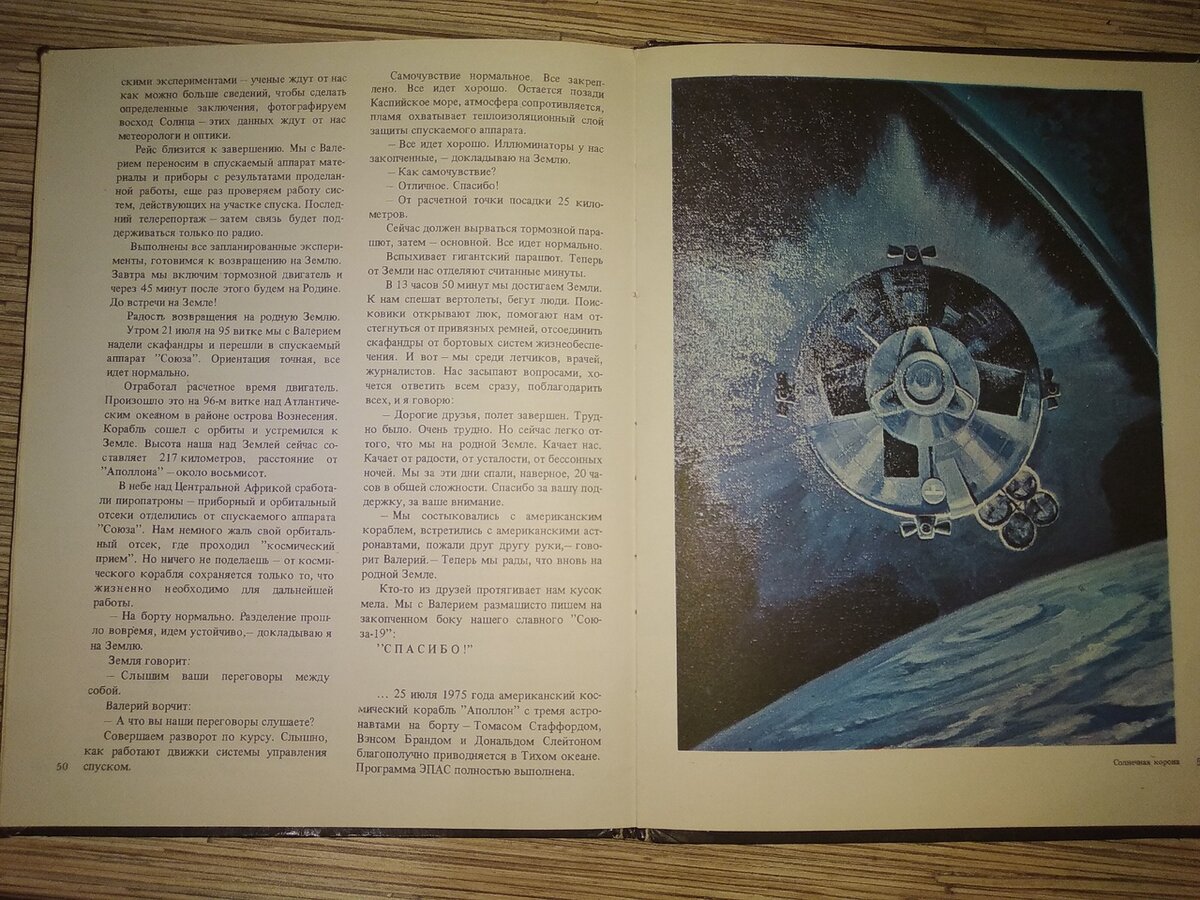 скими экспериментами – ученые ждут от нас
как можно больше сведений, чтобы сделать
определенные заключения, фотографируем
восход Солнца – этих данных ждут от нас
метеорологи и оптики.
Рейс близится к завершению. Мы с Вале-
рием переносим в спускаемый аппарат мате-
риалы и приборы с результатами проделан-
ной работы, еще раз проверяем работу сис-
тем, действующих на участке спуска. Послед-
ний телерепортаж – затем связь будет под-
держиваться только по радио.
Выполнены все запланированные экспери-
менты, готовимся к возвращению на Землю.
Завтра мы включим тормозной двигатель и
через 45 минут после этого будем на Родине.
До встречи на Земле!
Радость возвращения на родную Землю.
Утром 21 июля на 95 витке мы с Валерием
надели скафандры и перешли в спускаемый
аппарат "Союза". Ориентация точная, все
идет нормально.
Отработал расчетное время двигатель.
Произошло это на 96-м витке над Атлантиче-
ским океаном в районе острова Вознесения.
Корабль сошел с орбиты и устремился к
Земле. Высота наша над Землей сейчас со-
ставляет 217 километров, расстояние от
"Аполлона" – около восьмисот.
В небе над Центральной Африкой сработа-
ли пиропатроны – приборный и орбитальный
отсеки отделились от спускаемого аппарата
"Союза". Нам немного жаль свой орбиталь-
ный отсек, где проходил "космический
прием". Но ничего не поделаешь – от косми-
ческого корабля сохраняется только то, что
жизненно необходимо для дальнейшей
работы.
– На борту нормально. Разделение прош-
ло вовремя, идем устойчиво,– докладываю я
на Землю.
Земля говорит:
– Слышим ваши переговоры между
собой.
Валерий ворчит:
– А что вы наши переговоры слушаете?
Совершаем разворот по курсу. Слышно,
как работают движки системы управления
спуском.
50
Самочувствие нормальное. Все закреп-
лено. Все идет хорошо. Остается позади
Каспийское море, атмосфера сопротивляется,
пламя охватывает теплоизоляционный слой
защиты спускаемого аппарата.
– Все идет хорошо. Иллюминаторы у нас
закопченные, – докладываю на Землю.
– Как самочувствие?
– Отличное. Спасибо!
– От расчетной точки посадки 25 кило-
метров.
Сейчас должен вырваться тормозной пара-
шют, затем – основной. Все идет нормально.
Вспыхивает гигантский парашют. Теперь
от Земли нас отделяют считанные минуты.
В 13 часов 50 минут мы достигаем Земли.
К нам спешат вертолеты, бегут люди. Поис-
ковики открывают люк, помогают нам от-
стегнуться от привязных ремней, отсоединить
скафандры от бортовых систем жизнеобеспе-
чения. И вот – мы среди летчиков, врачей,
журналистов. Нас засыпают вопросами, хо-
чется ответить всем сразу, поблагодарить
всех, и я говорю:
– Дорогие друзья, полет завершен. Труд-
но было. Очень трудно. Но сейчас легко от-
того, что мы на родной Земле. Качает нас.
Качает от радости, от усталости, от бессонных
ночей. Мы за эти дни спали, наверное, 20 ча-
сов в общей сложности. Спасибо за вашу под-
держку, за ваше внимание.
– Мы состыковались с американским
кораблем, встретились с американскими аст-
ронавтами, пожали друг другу руки,– гово-
рит Валерий.– Теперь мы рады, что вновь на
родной Земле.
Кто-то из друзей протягивает нам кусок
мела. Мы с Валерием размашисто пишем на
закопченном боку нашего славного "Сою-
за-19":
"СПАСИБО!"
... 25 июля 1975 года американский кос-
мический корабль "Аполлон" с тремя астро-
навтами на борту – Томасом Стаффордом,
Вэнсом Брандом и Дональдом Слейтоном
благополучно приводняется в Тихом океане.
Программа ЭПАС полностью выполнена.
Солнечная корона